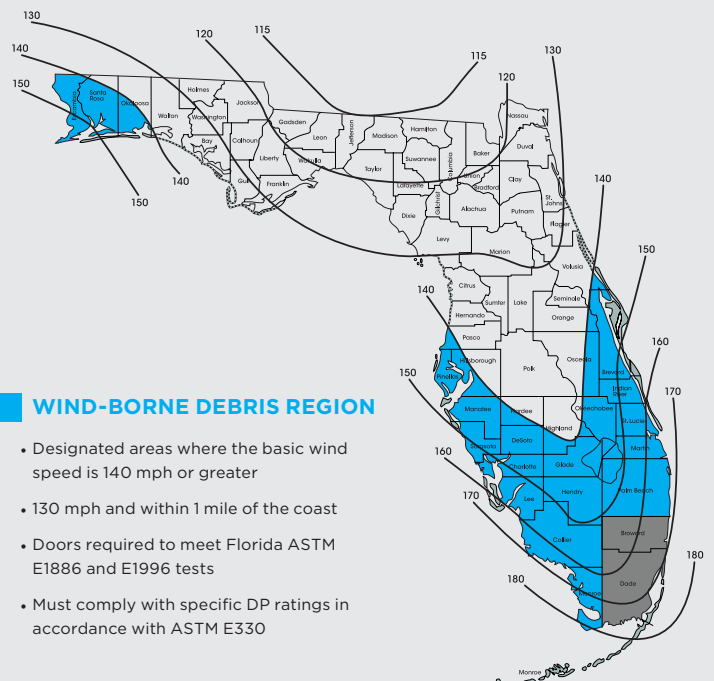 130
140
150
120
115
115
120
130
150
140
140
150
160
170
180
140
150
160
170
180
Escambia
Santa
Rosa
Okaloosa
Walton
Holmes
Washington
Bay
Jackson
Calhoun
Gulf
Liberty
Gadsden
Franklin
Leon
Wakulla
Jefferson
Madison
Taylor
Hamilton
Suwannee
Lafayette
Dixie
Columbia
Gilchrist
Levy
Baker
Union
Bradford
Alachua
Nassau
Duval
Clay
St.
Johns
Putnam
Flagler
Marion
Volusia
Citrus
Sumter
Lake
Seminole
Orange
Hernando
Pasco
Hillsborough
Pinellas
Polk
Osceola
Brevard
Indian
River
Manatee
Hardee
Highland
Okeechobee
St. Lucie
Sarasota
DeSoto
Martin
Charlotte
Glade
Lee
Hendry
Palm Beach
Collier
Broward
Monroe
Dade
Monroe
WIND-BORNE DEBRIS REGION
• Designated areas where the basic wind
speed is 140 mph or greater
• 130 mph and within 1 mile of the coast
• Doors required to meet Florida ASTM
E1886 and E1996 tests
• Must comply with specific DP ratings in
accordance with ASTM E330